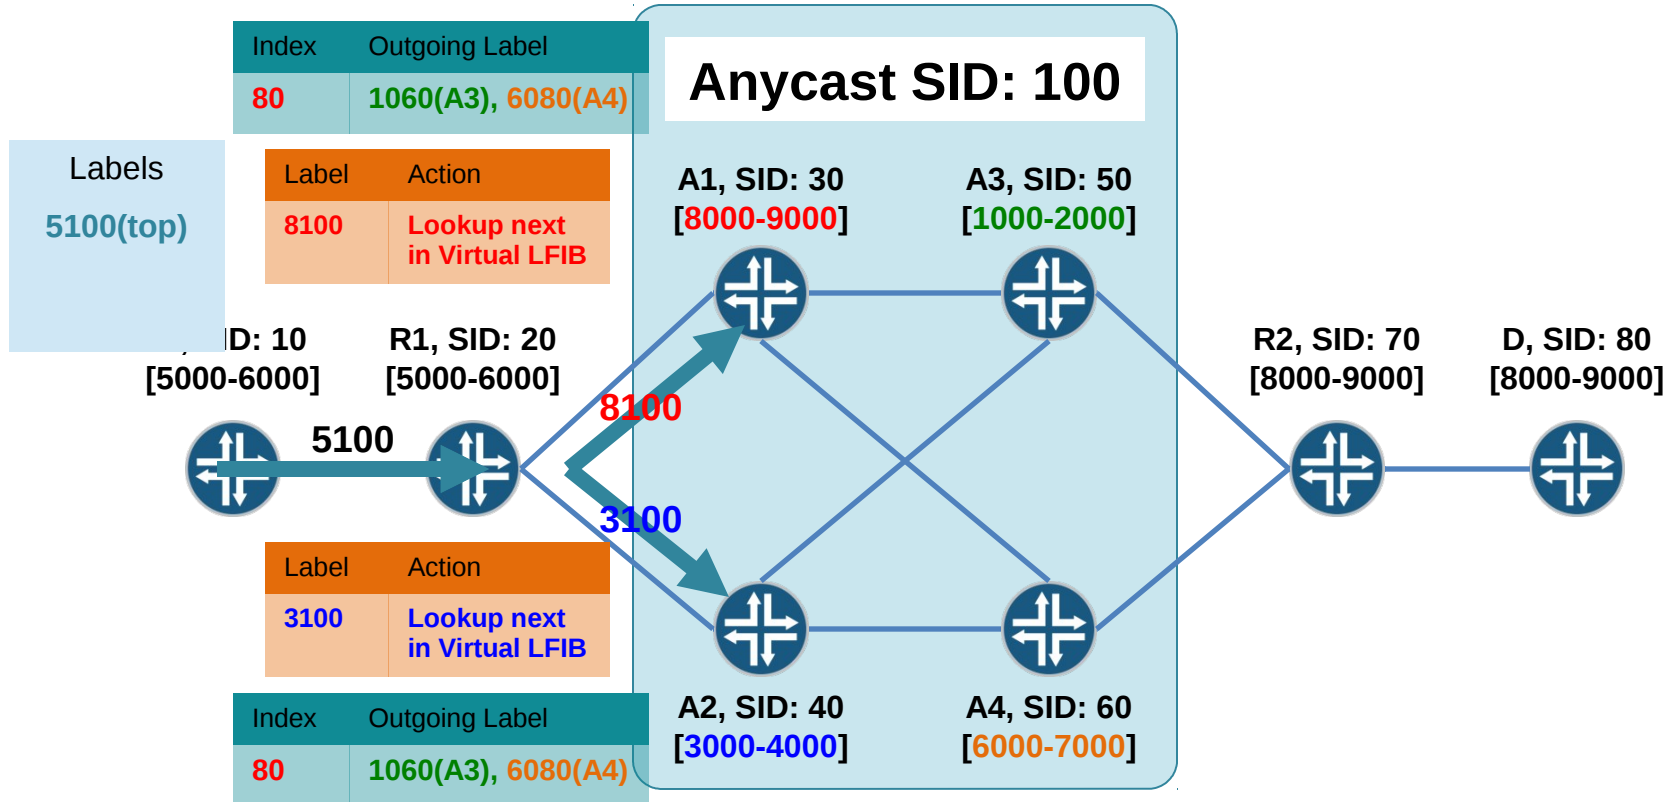 Index Outgoing Label
80 1060(A3), 6080(A4)
Anycast SID: 100
Labels
5100(top)
Label Action
8100 Lookup next
in Virtual LFIB
A1, SID: 30
[8000-9000]
A3, SID: 50
[1000-2000]
ID: 10
[5000-6000]
R1, SID: 20
[5000-6000]
R2, SID: 70
[8000-9000]
D, SID: 80
[8000-9000]
5100
8100
3100
Label Action
3100 Lookup next
in Virtual LFIB
Index Outgoing Label
80 1060(A3), 6080(A4)
A2, SID: 40
[3000-4000]
A4, SID: 60
[6000-7000]